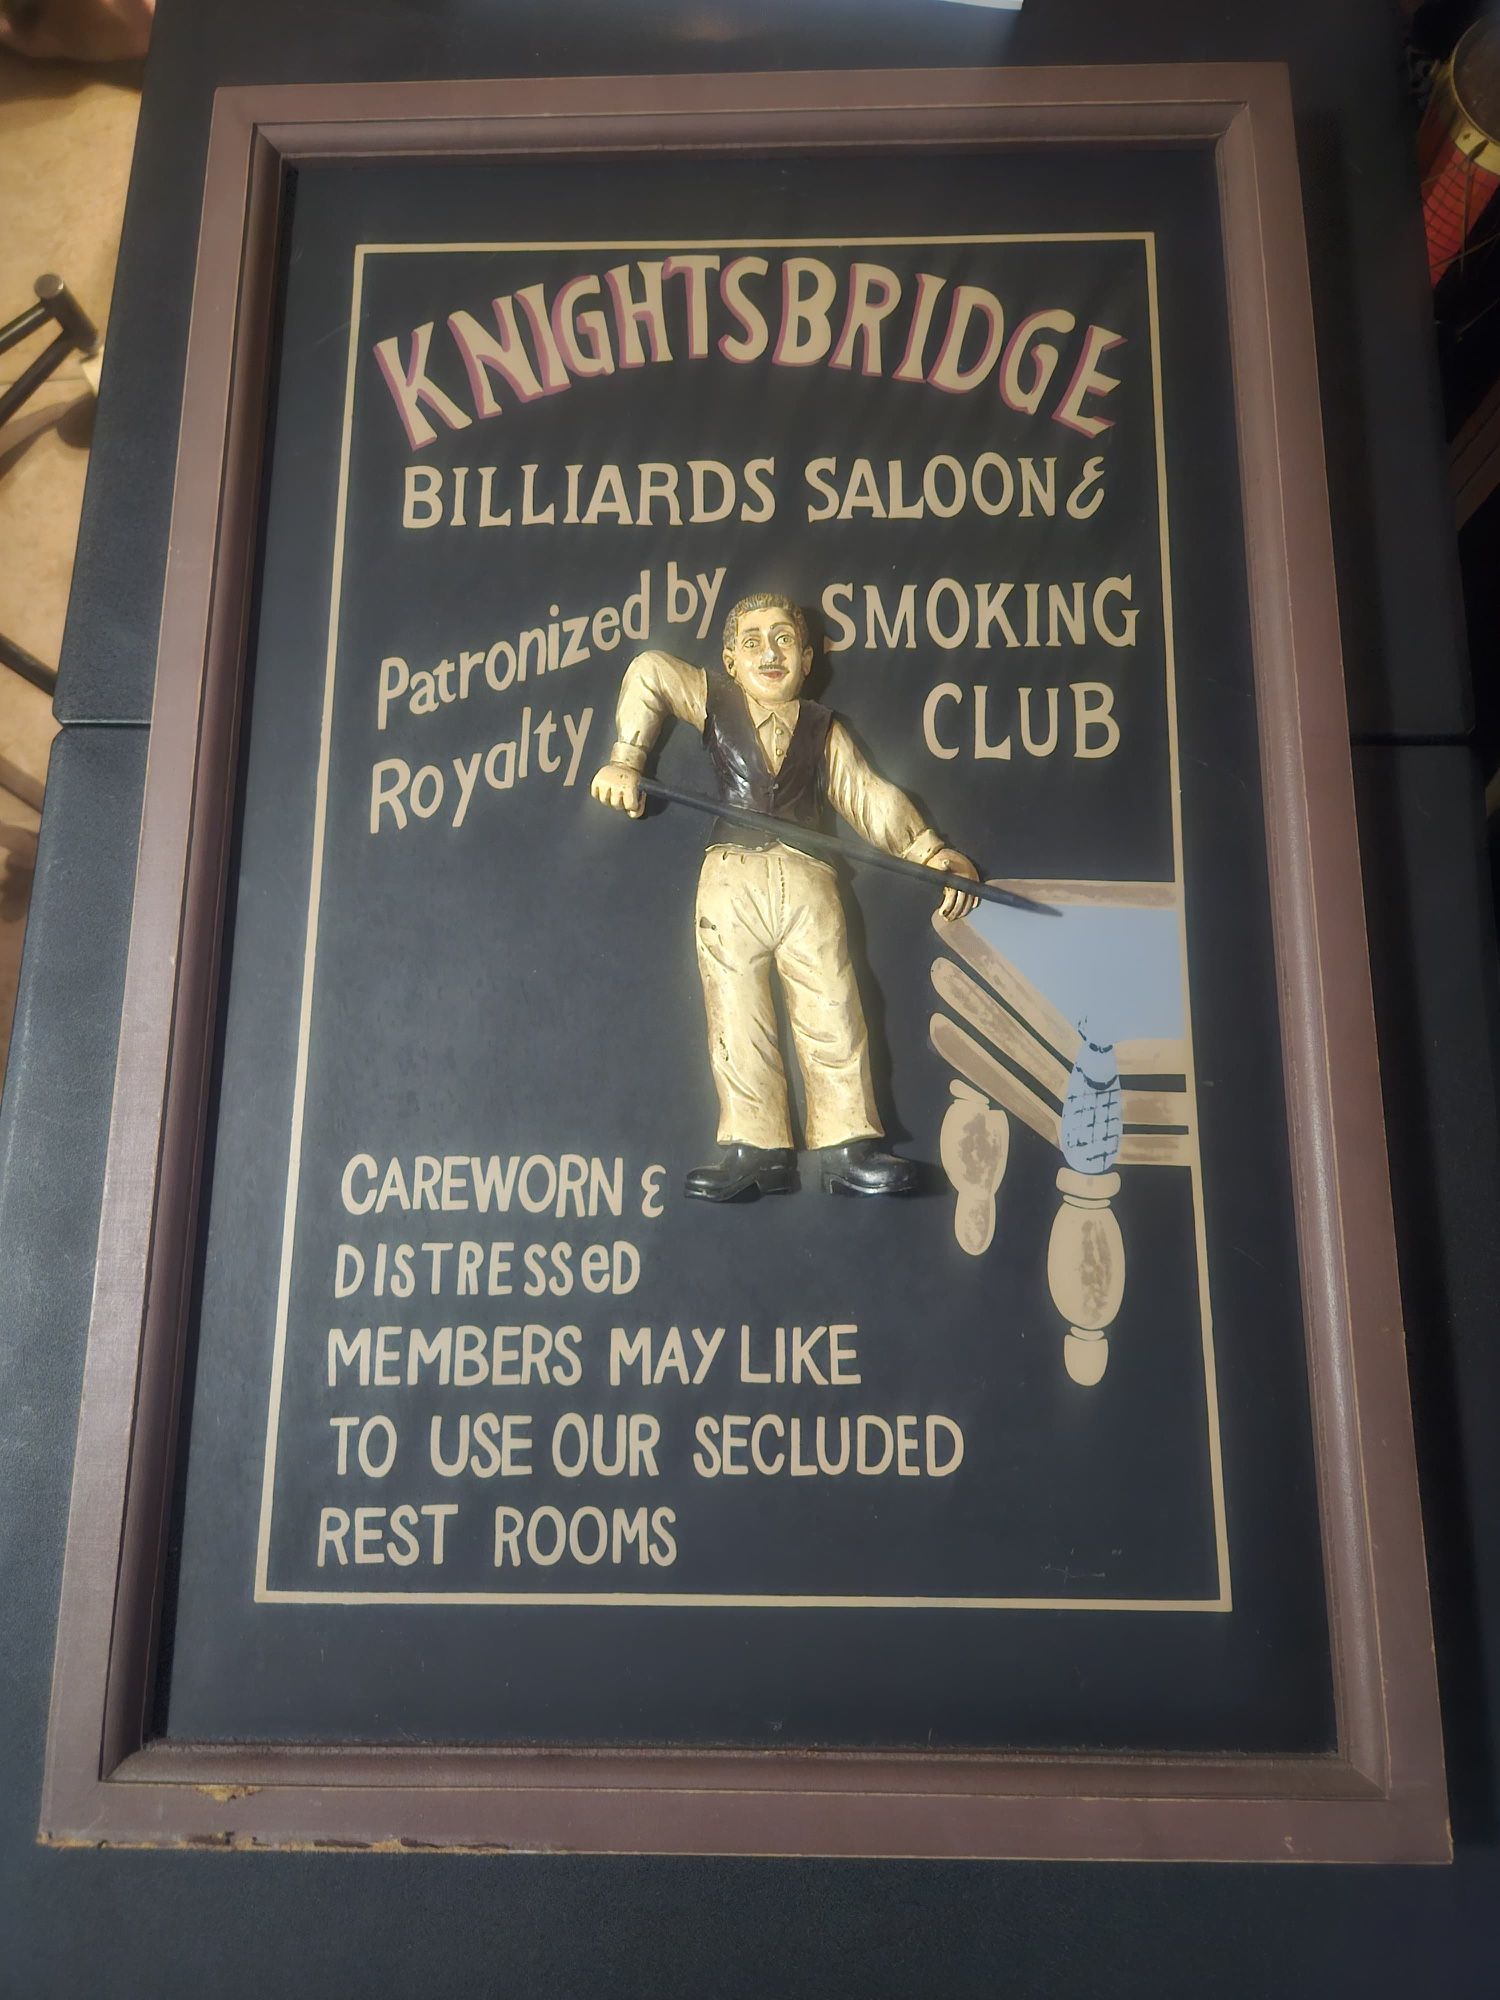 KNIGHTSBRIDGE
BILLIARDS SALOON &
SMOKING
CLUB
Patronized by
Royalty
CAREWORN &
DISTRESSeD
MEMBERS MAY LIKE
TO USE OUR SECLUDED
REST ROOMS